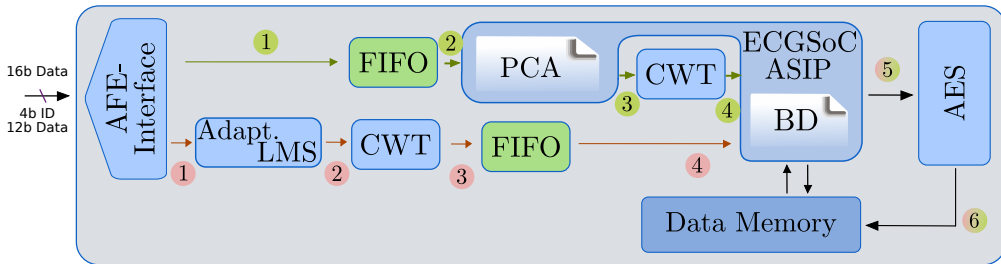 16b Data
4b ID
12b Data
AFE-
Interface
1
FIFO
2
PCA
3
CWT
4
ECGSoC
ASIP
BD
5
AES
1
Adapt.
LMS
2
CWT
3
FIFO
4
Data Memory
6